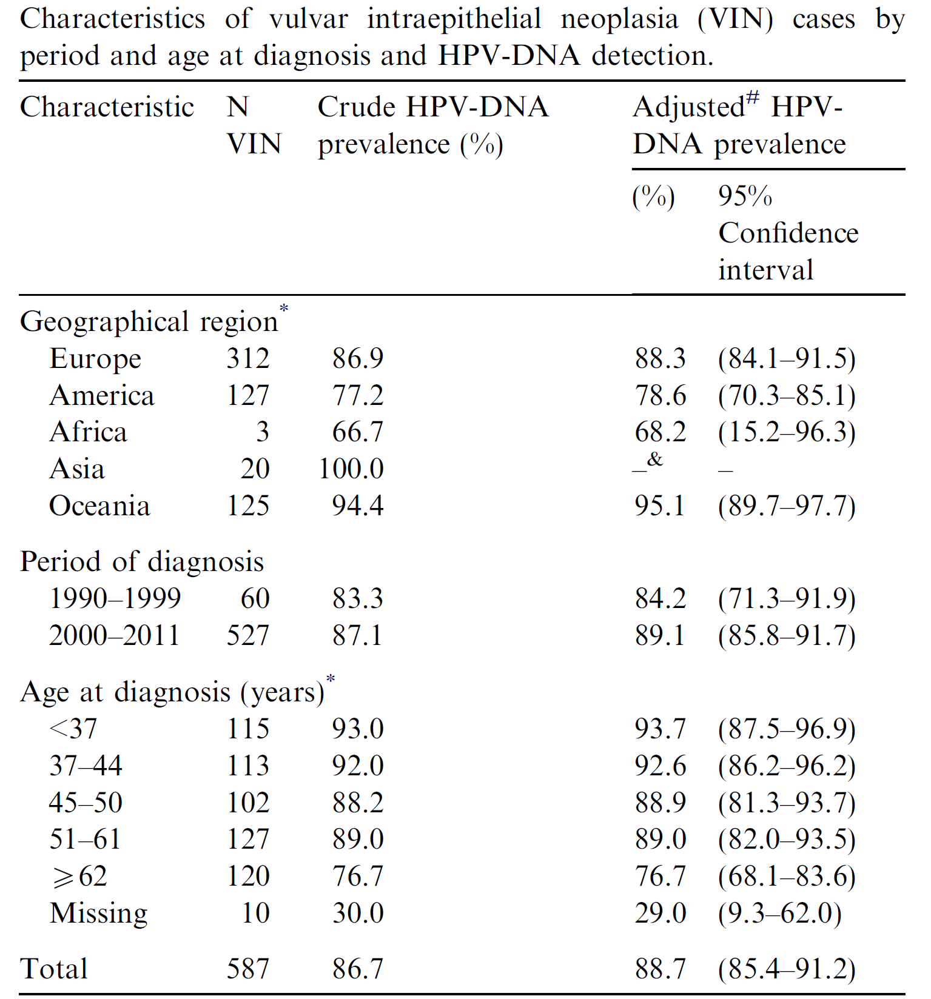 Characteristics of vulvar intraepithelial neoplasia (VIN) cases by
period and age at diagnosis and HPV-DNA detection.
Characteristic N Crude HPV-DNA Adjusted# HPV-
VIN prevalence (%) DNA prevalence
(%) 95%
Confidence
interval
Geographical region*
Europe 312 86.9 88.3 (84.1–91.5)
America 127 77.2 78.6 (70.3–85.1)
Africa 3 66.7 68.2 (15.2–96.3)
Asia 20 100.0 –& –
Oceania 125 94.4 95.1 (89.7–97.7)
Period of diagnosis
1990–1999 60 83.3 84.2 (71.3–91.9)
2000–2011 527 87.1 89.1 (85.8–91.7)
Age at diagnosis (years)*
<37 115 93.0 93.7 (87.5–96.9)
37–44 113 92.0 92.6 (86.2–96.2)
45–50 102 88.2 88.9 (81.3–93.7)
51–61 127 89.0 89.0 (82.0–93.5)
⩾62 120 76.7 76.7 (68.1–83.6)
Missing 10 30.0 29.0 (9.3–62.0)
Total 587 86.7 88.7 (85.4–91.2)